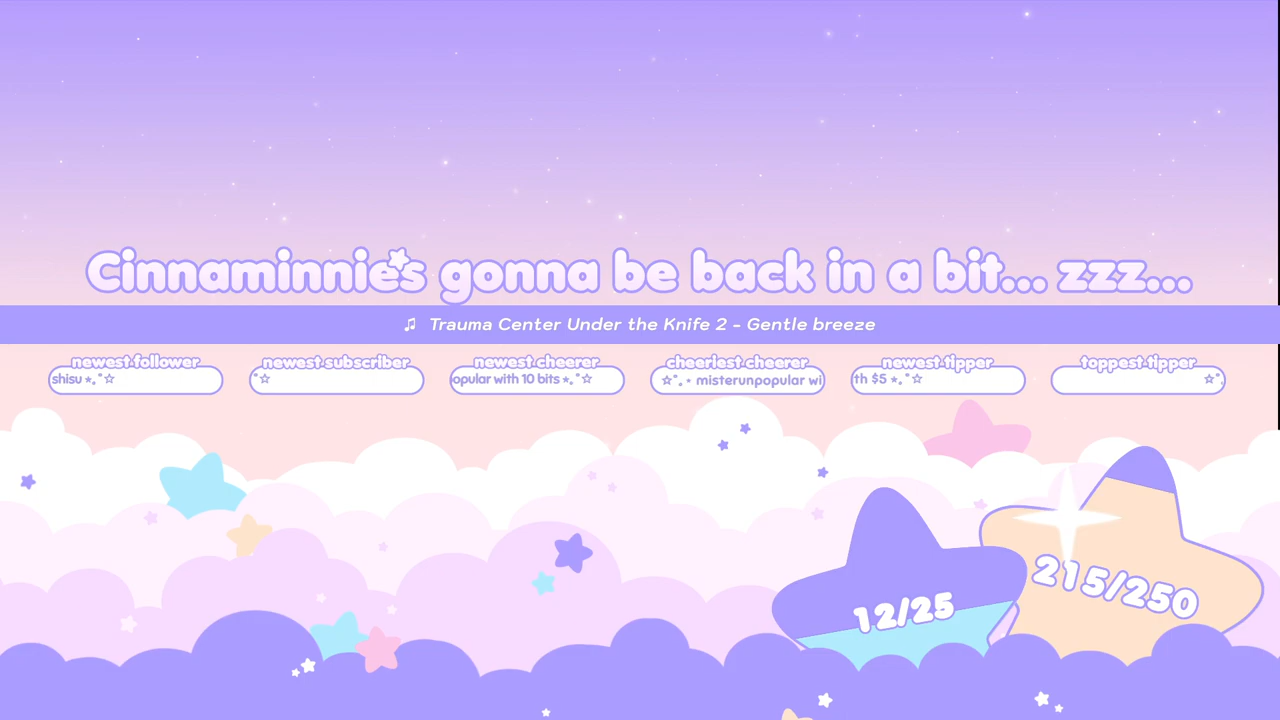 Cinnaminnie's gonna be back in a bit... zzz...
♫ Trauma Center Under the Knife 2 - Gentle breeze
newest follower
newest subscriber
newest cheerer
cheeriest cheerer
newest tipper
toppest tipper
shisu ⋆｡˚☆
˚☆
opular with 10 bits ⋆｡˚☆
☆˚｡⋆ misterunpopular wi
th $5 ⋆｡˚☆
☆˚｡
12/25
215/250